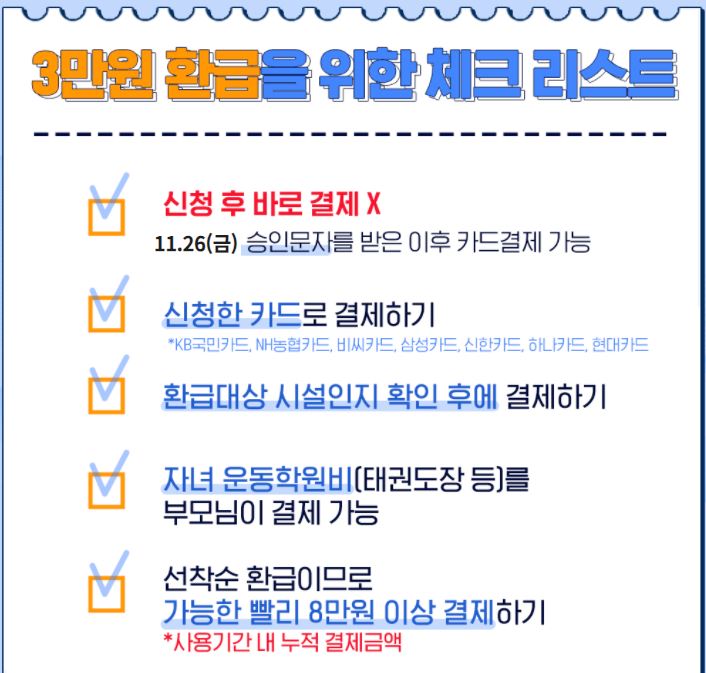 3만원 환급을 위한 체크 리스트
신청 후 바로 결제 X
11.26(금) 승인문자를 받은 이후 카드결제 가능
신청한 카드로 결제하기
*KB국민카드, NH농협카드, 비씨카드, 삼성카드, 신한카드, 하나카드, 현대카드
환급대상 시설인지 확인 후에 결제하기
자녀 운동학원비(태권도장 등)를
부모님이 결제 가능
선착순 환급이므로
가능한 빨리 8만원 이상 결제하기
*사용기간 내 누적 결제금액